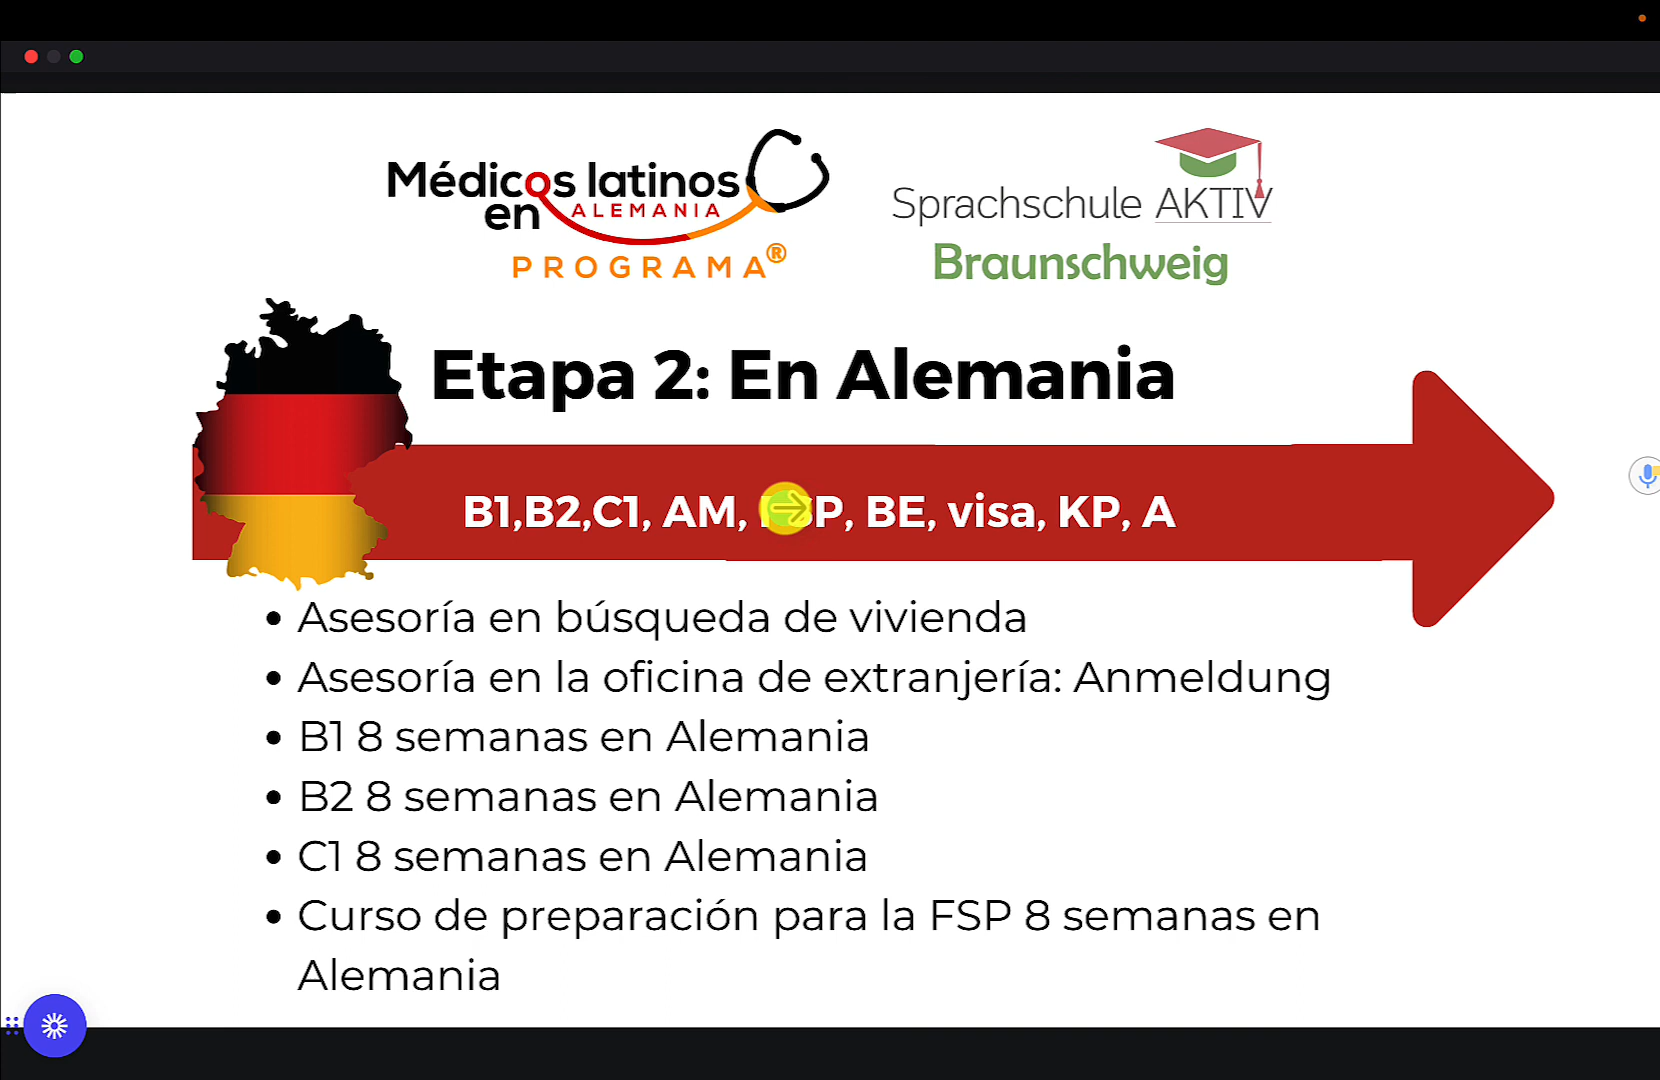 Médicos latinos
en ALEMANIA
PROGRAMA®
Sprachschule AKTIV
Braunschweig
Etapa 2: En Alemania
B1,B2,C1, AM, FSP, BE, visa, KP, A
• Asesoría en búsqueda de vivienda
• Asesoría en la oficina de extranjería: Anmeldung
• B1 8 semanas en Alemania
• B2 8 semanas en Alemania
• C1 8 semanas en Alemania
• Curso de preparación para la FSP 8 semanas en
Alemania